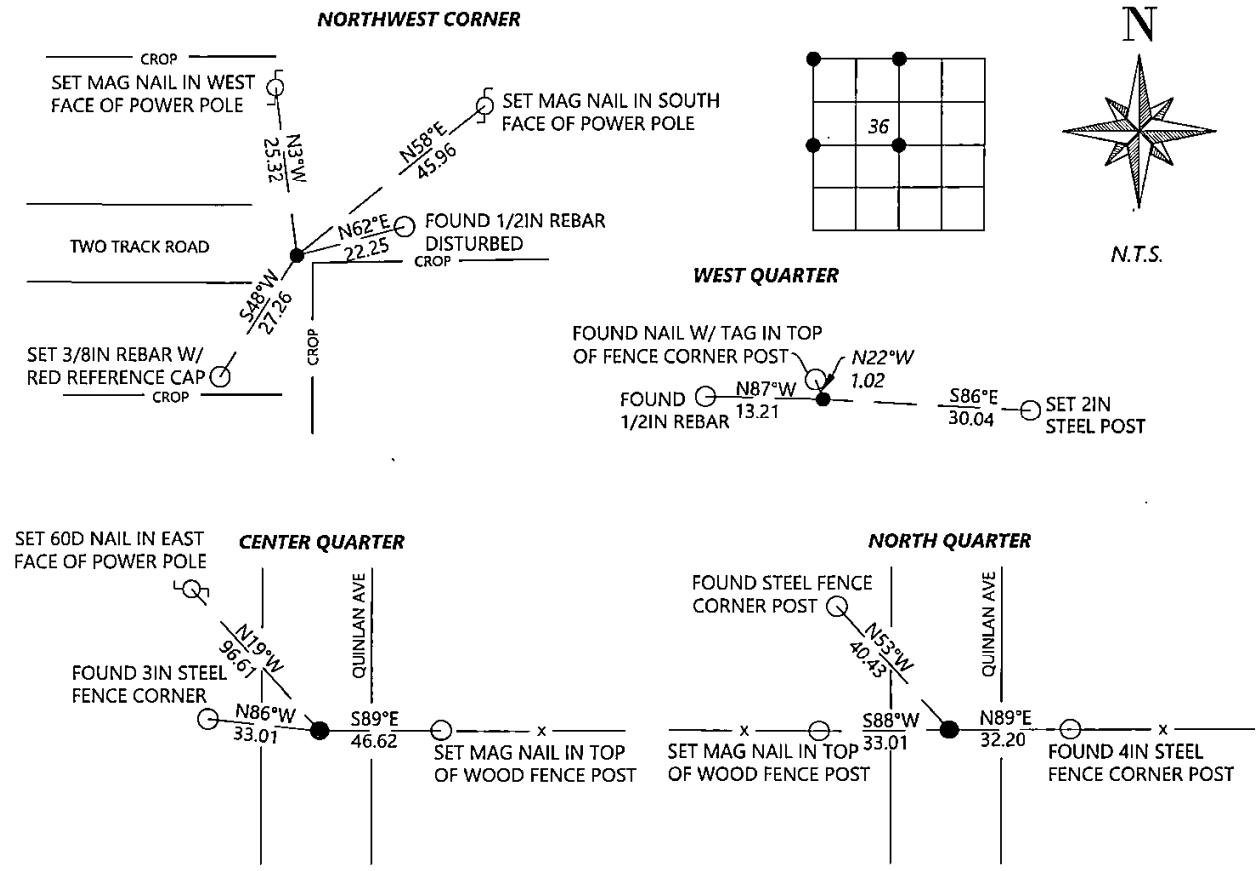 NORTHWEST CORNER
N
CROP
SET MAG NAIL IN WEST
FACE OF POWER POLE
SET MAG NAIL IN SOUTH
FACE OF POWER POLE
N3°W
25.32
N58°E
45.96
36
N62°E
22.25
FOUND 1/2IN REBAR
DISTURBED
CROP
TWO TRACK ROAD
S48°W
27.26
CROP
SET 3/8IN REBAR W/
RED REFERENCE CAP
CROP
N.T.S.
WEST QUARTER
FOUND NAIL W/ TAG IN TOP
OF FENCE CORNER POST
N22°W
1.02
FOUND
1/2IN REBAR
N87°W
13.21
S86°E
30.04
SET 2IN
STEEL POST
CENTER QUARTER
SET 60D NAIL IN EAST
FACE OF POWER POLE
QUINLAN AVE
N19°W
96.61
FOUND 3IN STEEL
FENCE CORNER
N86°W
33.01
S89°E
46.62
x
SET MAG NAIL IN TOP
OF WOOD FENCE POST
NORTH QUARTER
FOUND STEEL FENCE
CORNER POST
QUINLAN AVE
N53°W
40.43
x
S88°W
33.01
N89°E
32.20
x
SET MAG NAIL IN TOP
OF WOOD FENCE POST
FOUND 4IN STEEL
FENCE CORNER POST